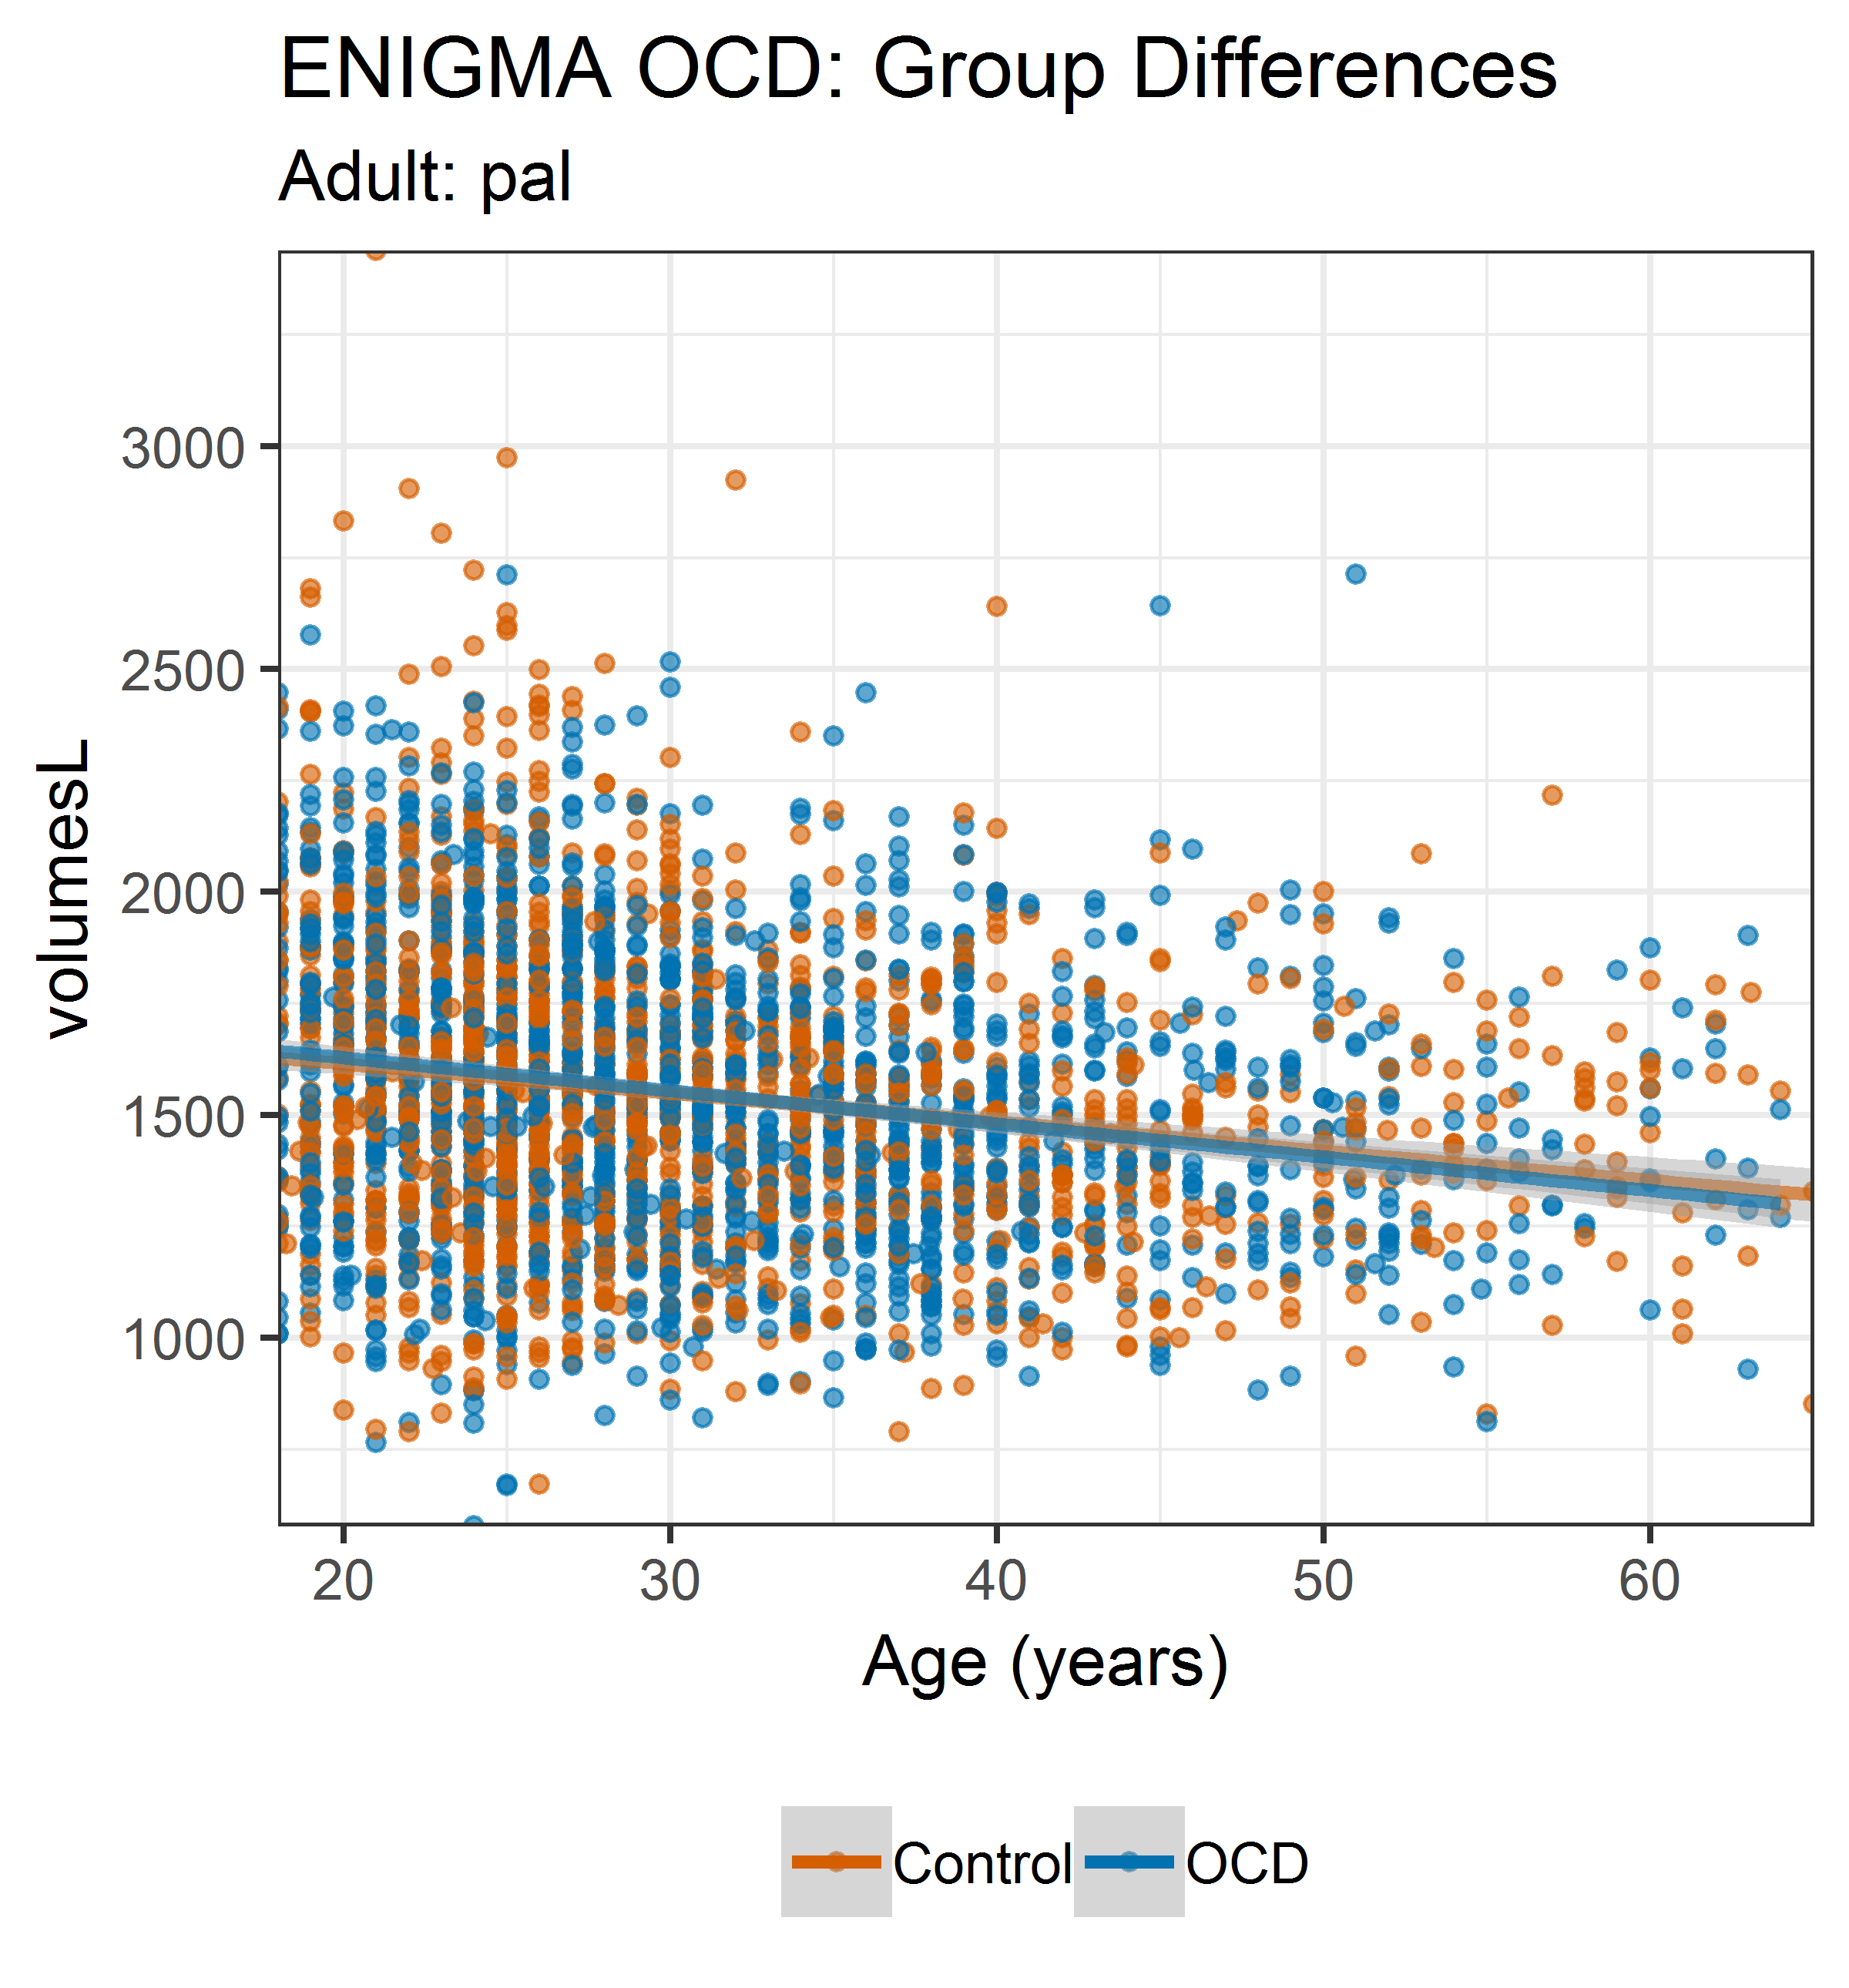 ENIGMA OCD: Group Differences
Adult: pal
volumesL
3000
2500
2000
1500
1000
20 30 40 50 60
Age (years)
Control OCD